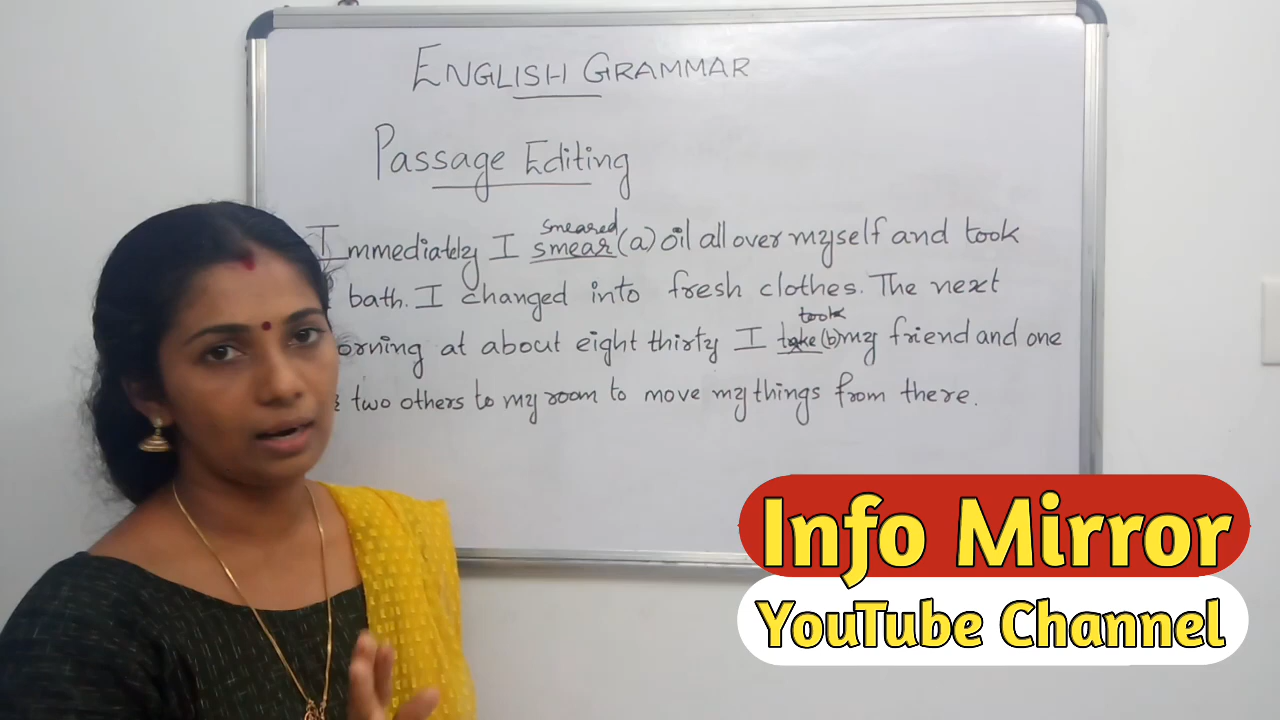 ENGLISH GRAMMAR
Passage Editing
smeared
Immediately I smear (a) oil all over myself and took
bath. I changed into fresh clothes. The next
took
orning at about eight thirty I take (b) my friend and one
two others to my room to move my things from there.
Info Mirror
YouTube Channel